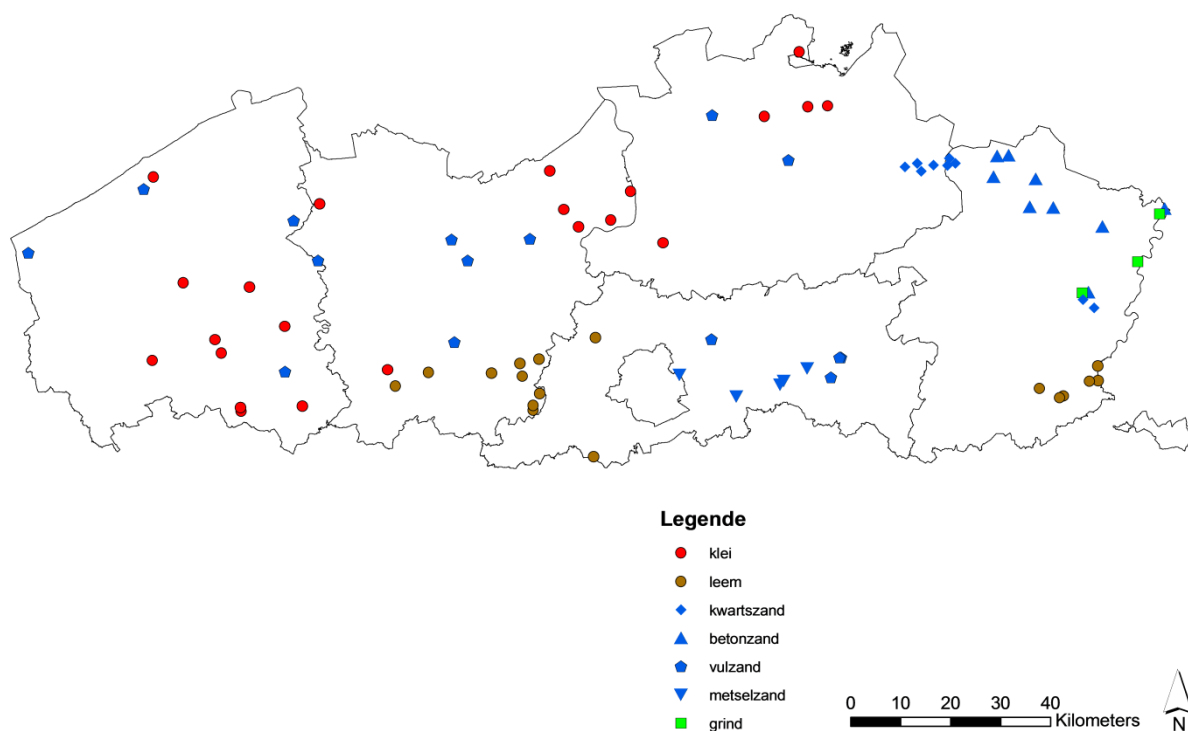 Legende
klei
leem
kwartszand
betonzand
vulzand
metselzand
grind
0 10 20 30 40
Kilometers
N